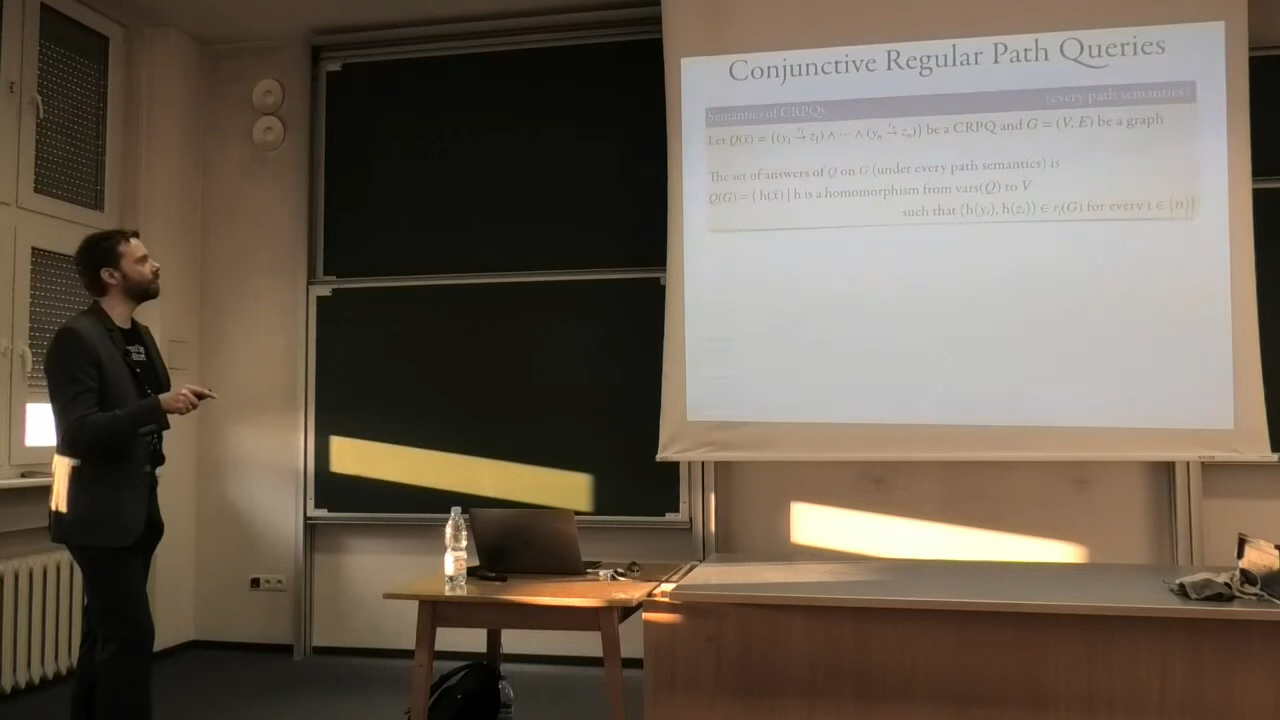 Conjunctive Regular Path Queries
Semantics of CRPQs (every path semantics)
Let Q(x̄) = ((y₁ →^{r₁} z₁) ∧ ⋯ ∧ (yₙ →^{rₙ} zₙ)) be a CRPQ and G = (V, E) be a graph
The set of answers of Q on G (under every path semantics) is
Q(G) = { h(x̄) | h is a homomorphism from vars(Q) to V
such that (h(yᵢ), h(zᵢ)) ∈ rᵢ(G) for every i ∈ [n]}